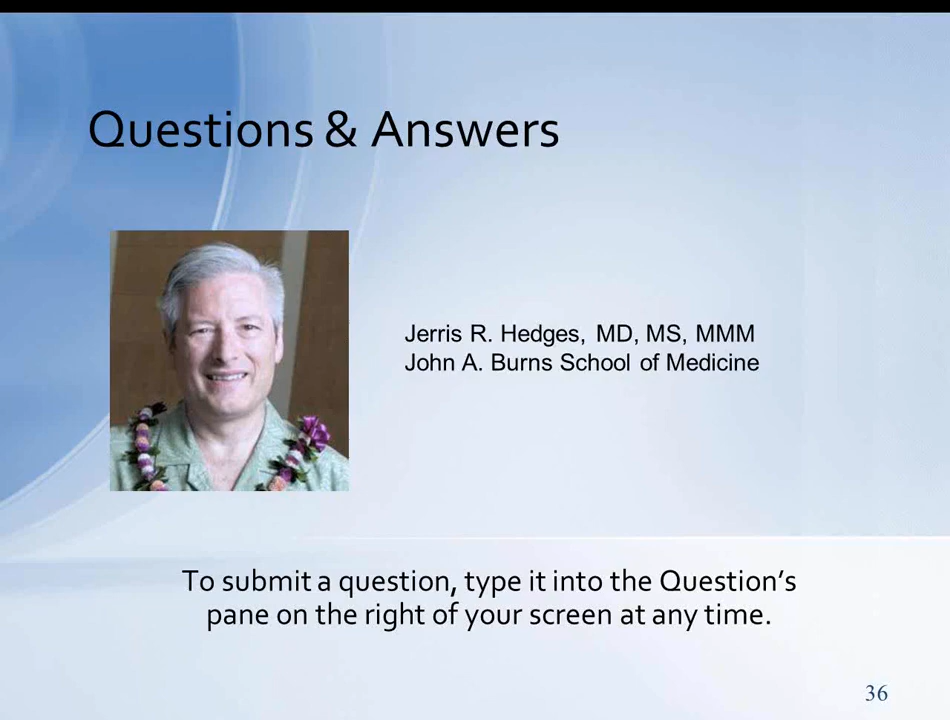 Questions & Answers
Jerris R. Hedges, MD, MS, MMM
John A. Burns School of Medicine
To submit a question, type it into the Question’s
pane on the right of your screen at any time.
36